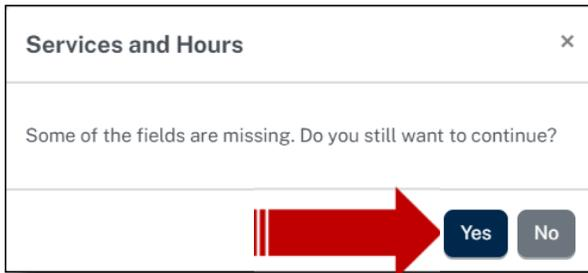 Services and Hours ×
Some of the fields are missing. Do you still want to continue?
Yes No